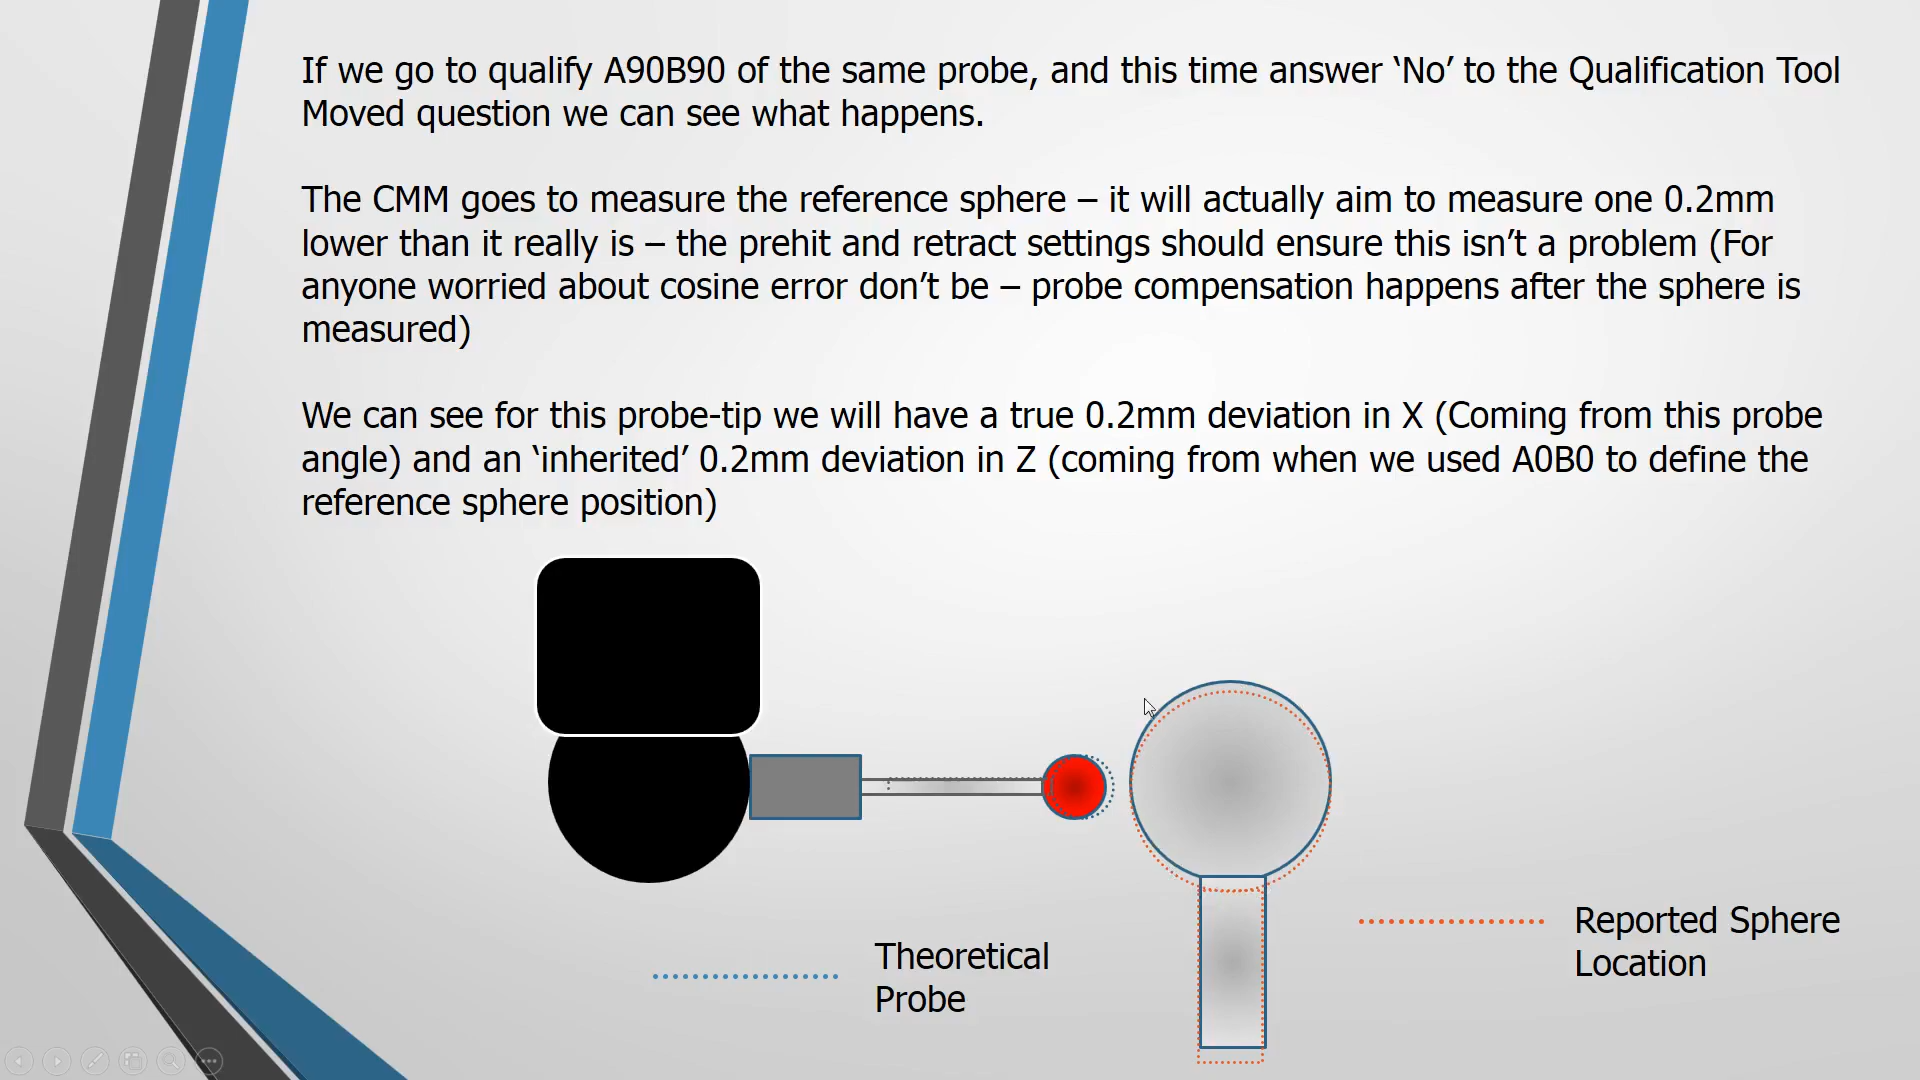 If we go to qualify A90B90 of the same probe, and this time answer ‘No’ to the Qualification Tool
Moved question we can see what happens.
The CMM goes to measure the reference sphere – it will actually aim to measure one 0.2mm
lower than it really is – the prehit and retract settings should ensure this isn’t a problem (For
anyone worried about cosine error don’t be – probe compensation happens after the sphere is
measured)
We can see for this probe-tip we will have a true 0.2mm deviation in X (Coming from this probe
angle) and an ‘inherited’ 0.2mm deviation in Z (coming from when we used A0B0 to define the
reference sphere position)
Theoretical
Probe
Reported Sphere
Location